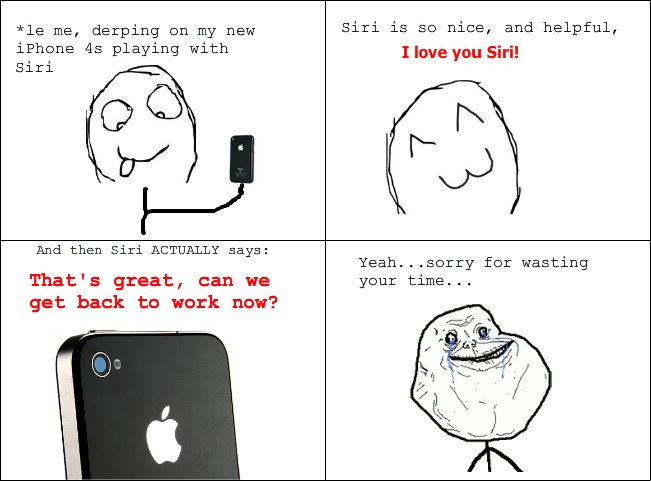 *le me, derping on my new
iPhone 4s playing with
Siri
Siri is so nice, and helpful,
I love you Siri!
And then Siri ACTUALLY says:
That's great, can we
get back to work now?
Yeah...sorry for wasting
your time...